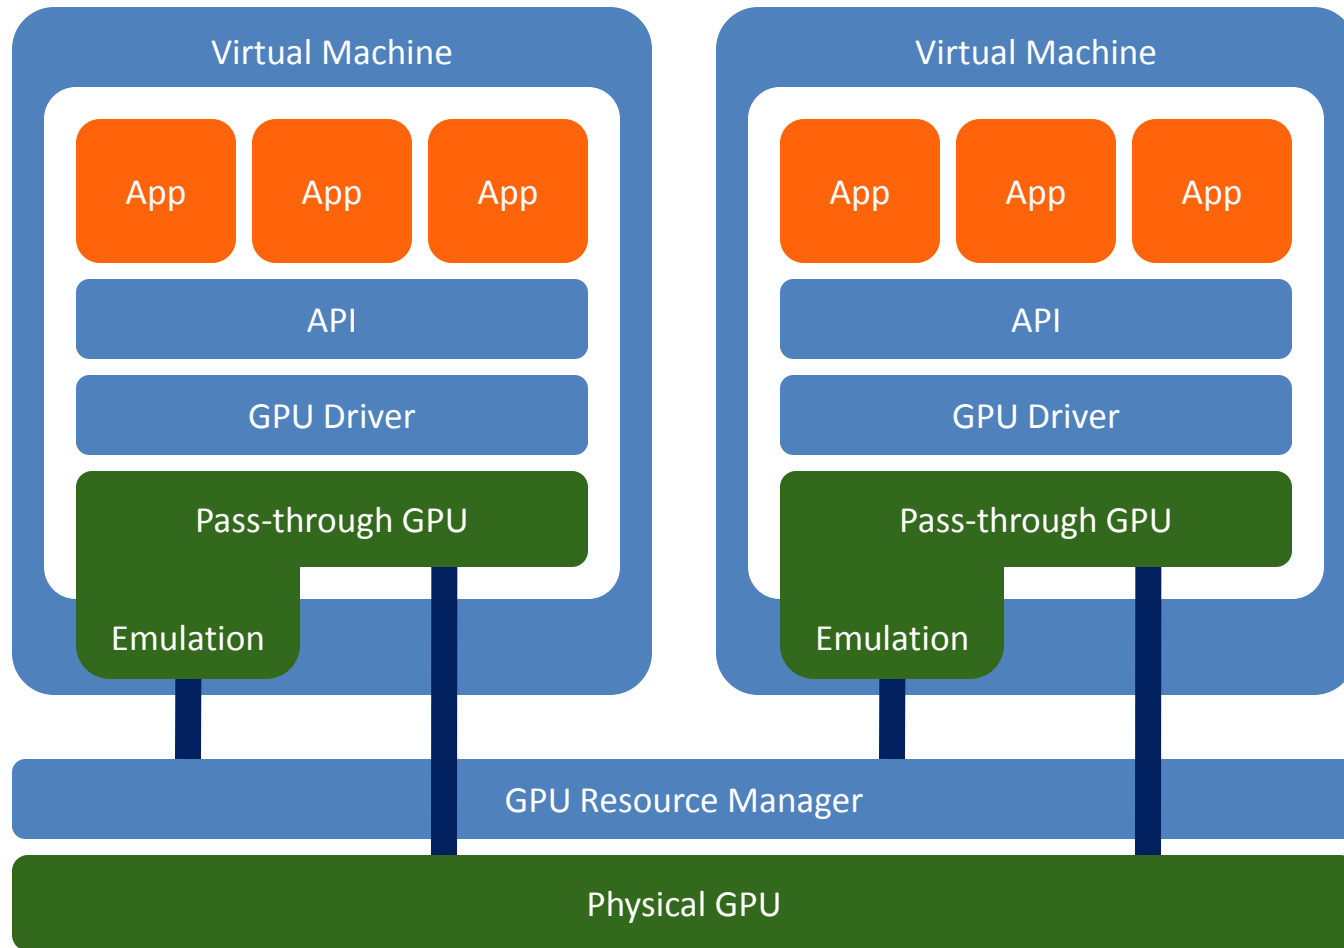 Virtual Machine
Virtual Machine
App App App
App App App
API
API
GPU Driver
GPU Driver
Pass-through GPU
Pass-through GPU
Emulation
Emulation
GPU Resource Manager
Physical GPU